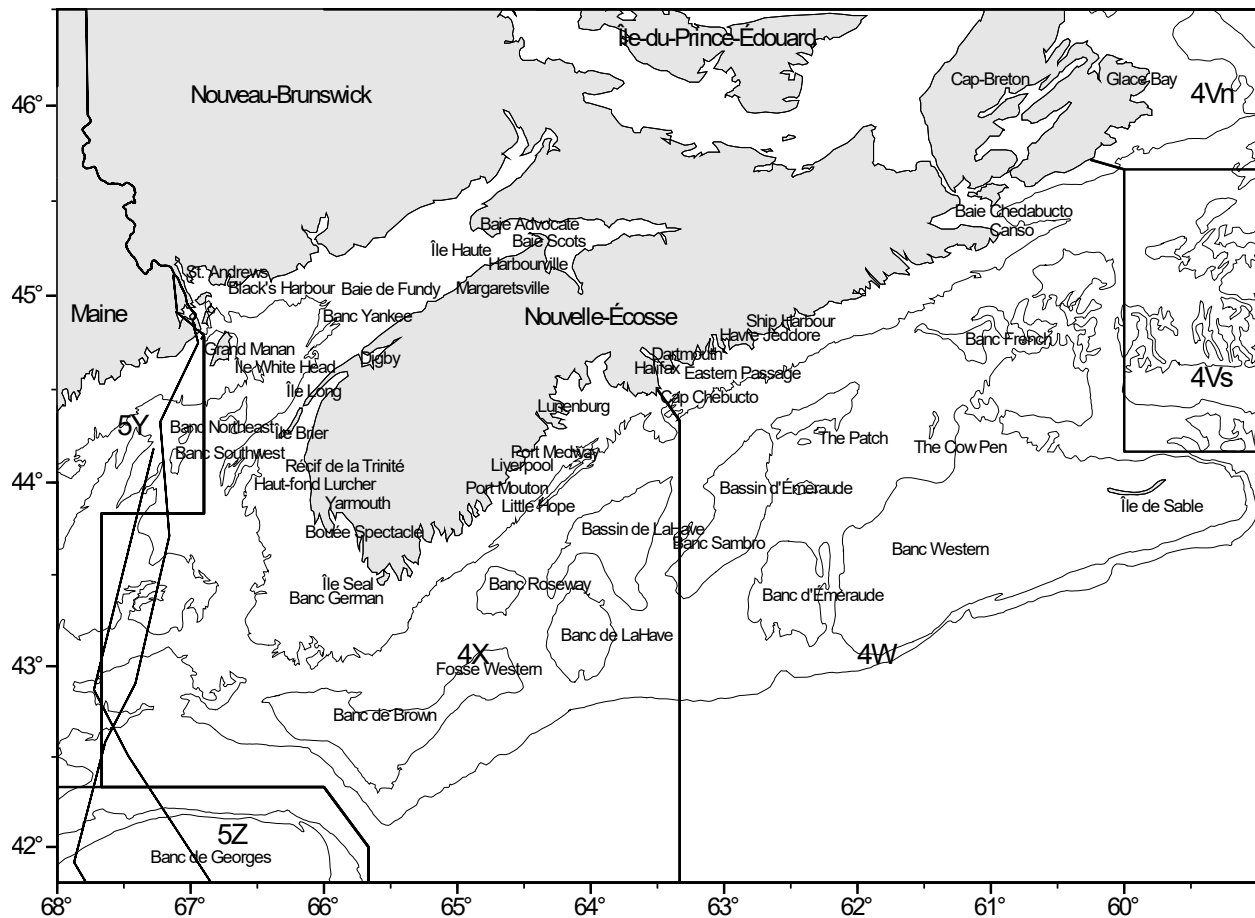 Île-du-Prince-Édouard
Cap-Breton
Glace Bay
46°
Nouveau-Brunswick
4Vn
Baie Chedabucto
Baie Advocate
Canso
Baie Scots
Île Haute
Harbourville
St. Andrews
45°
Black's Harbour
Baie de Fundy
Margaretsville
Maine
Banc Yankee
Nouvelle-Écosse
Ship Harbour
Havre Jeddore
Banc French
Grand Manan
Digby
Dartmouth
Île White Head
Halifax
Eastern Passage
4Vs
Île Long
Cap Chebucto
Lunenburg
5Y
Banc Northeast
Île Brier
The Patch
The Cow Pen
Banc Southwest
Port Medway
Récif de la Trinité
Liverpool
44°
Haut-fond Lurcher
Port Mouton
Bassin d'Émeraude
Yarmouth
Little Hope
Île de Sable
Bouée Spectacle
Bassin de LaHave
Banc Sambro
Banc Western
Île Seal
Banc Roseway
Banc German
Banc d'Émeraude
Banc de LaHave
43°
4X
4W
Fosse Western
Banc de Brown
42°
5Z
Banc de Georges
68° 67° 66° 65° 64° 63° 62° 61° 60°